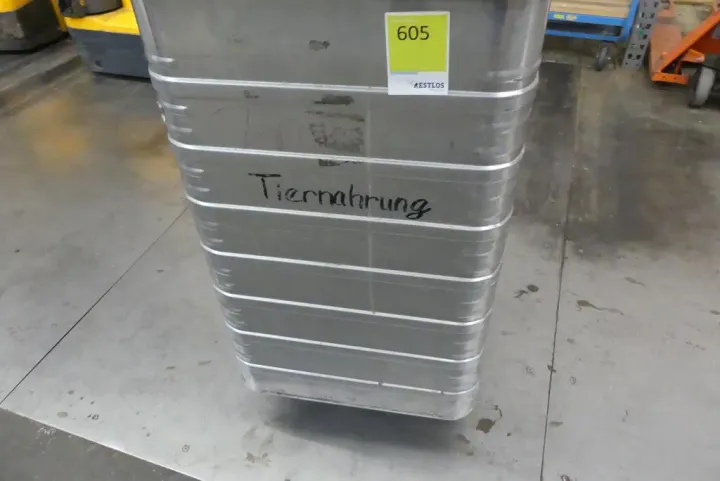 605
RESTLOS
Tiernahrung